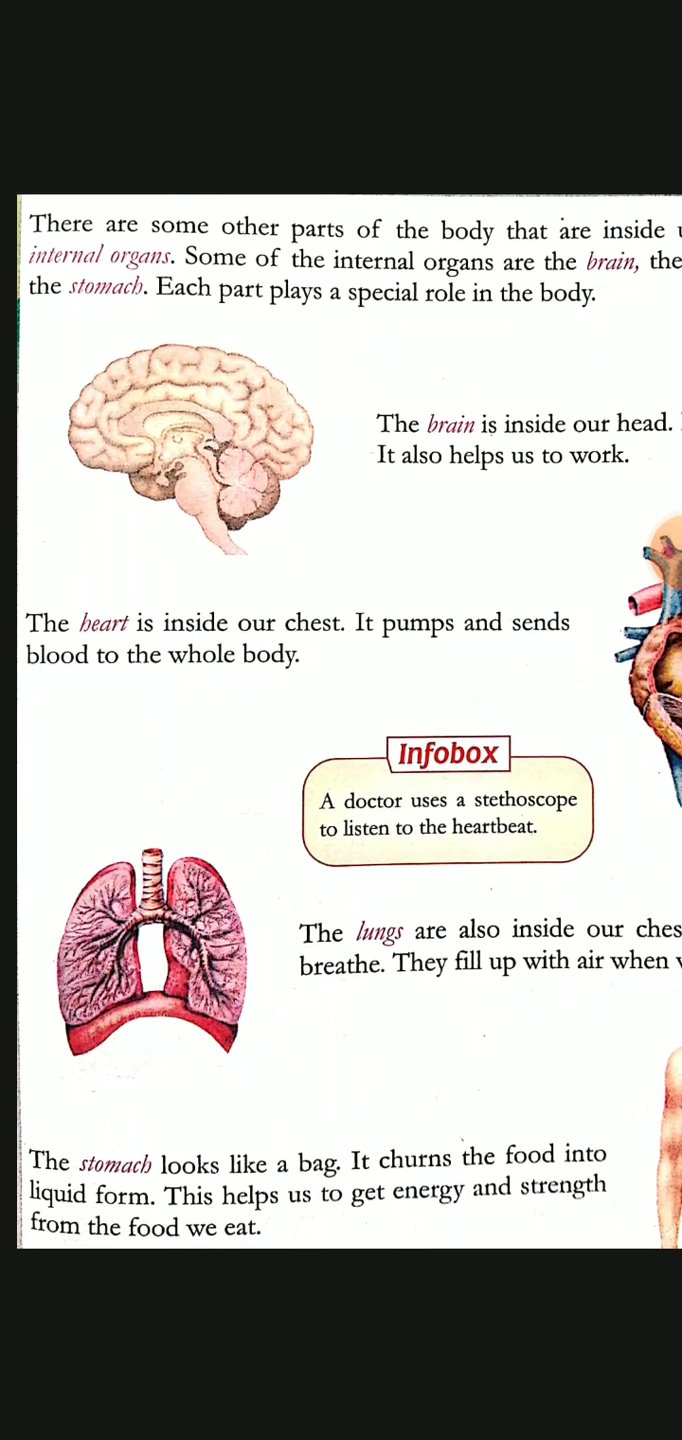 There are some other parts of the body that are inside
internal organs. Some of the internal organs are the brain, the
the stomach. Each part plays a special role in the body.
The brain is inside our head.
It also helps us to work.
The heart is inside our chest. It pumps and sends
blood to the whole body.
Infobox
A doctor uses a stethoscope
to listen to the heartbeat.
The lungs are also inside our ches
breathe. They fill up with air when
The stomach looks like a bag. It churns the food into
liquid form. This helps us to get energy and strength
from the food we eat.